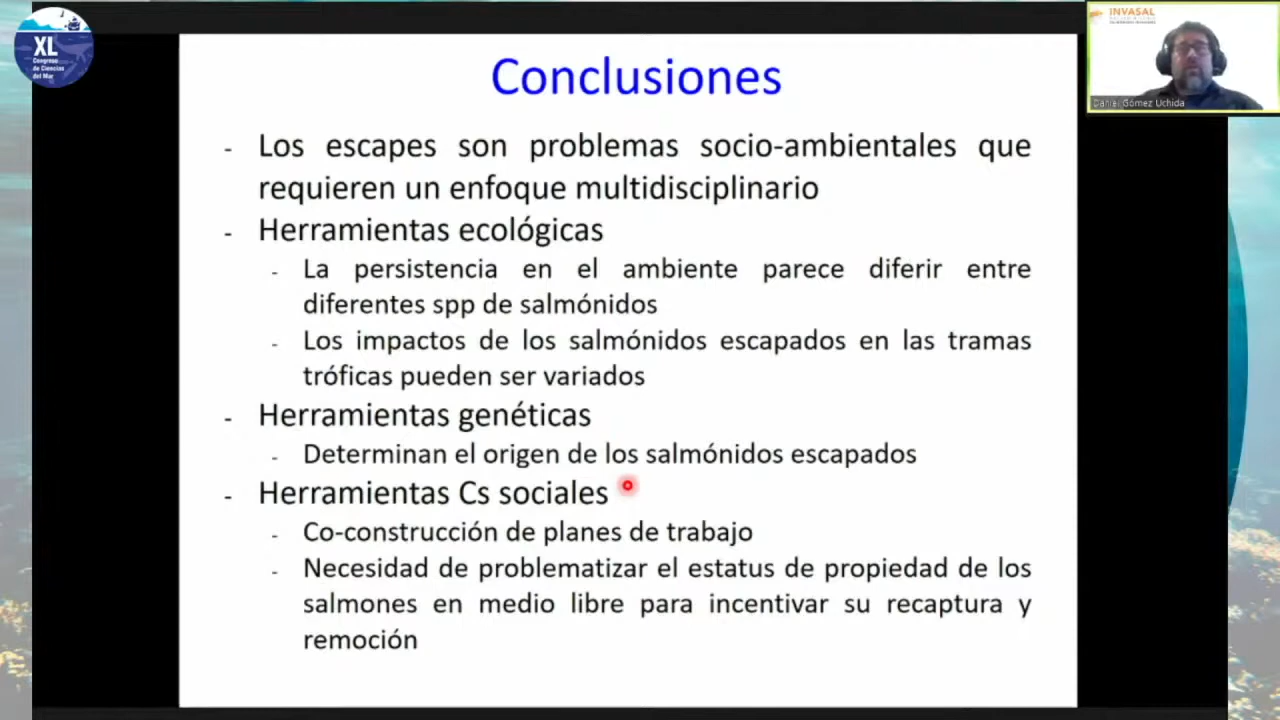 XL
Congreso
de Ciencias
del Mar
INVASAL
Daniel Gómez Uchida
Conclusiones
- Los escapes son problemas socio-ambientales que
requieren un enfoque multidisciplinario
- Herramientas ecológicas
- La persistencia en el ambiente parece diferir entre
diferentes spp de salmónidos
- Los impactos de los salmónidos escapados en las tramas
tróficas pueden ser variados
- Herramientas genéticas
- Determinan el origen de los salmónidos escapados
- Herramientas Cs sociales
- Co-construcción de planes de trabajo
- Necesidad de problematizar el estatus de propiedad de los
salmones en medio libre para incentivar su recaptura y
remoción